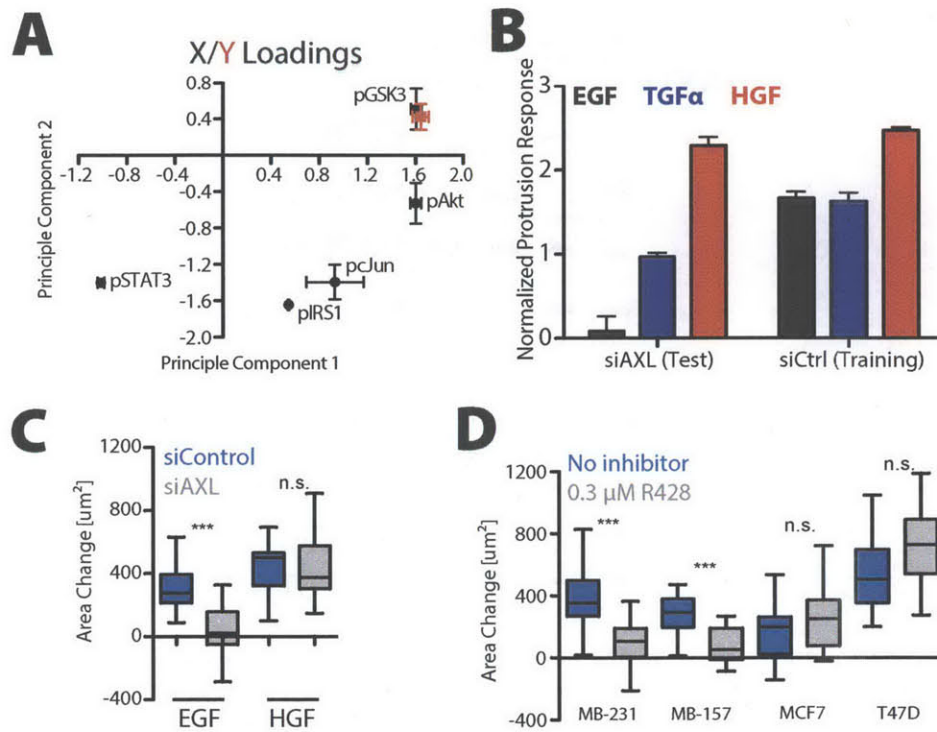 A
X/Y Loadings
0.8
pGSK3
0.4
-1.2 -0.8 -0.4 0.4 0.8 1.2 1.6 2.0
-0.4
pAkt
-0.8
-1.2
pcJun
pSTAT3
-1.6
pIRS1
-2.0
Principle Component 2
Principle Component 1
B
3
EGF TGFα HGF
2
1
0
Normalized Protrusion Response
siAXL (Test) siCtrl (Training)
C
1200
siControl
siAXL
n.s.
800
***
400
0
-400
Area Change [um²]
EGF HGF
D
1200
No inhibitor
0.3 μM R428
n.s.
n.s.
***
800
***
400
0
-400
Area Change [um²]
MB-231 MB-157 MCF7 T47D